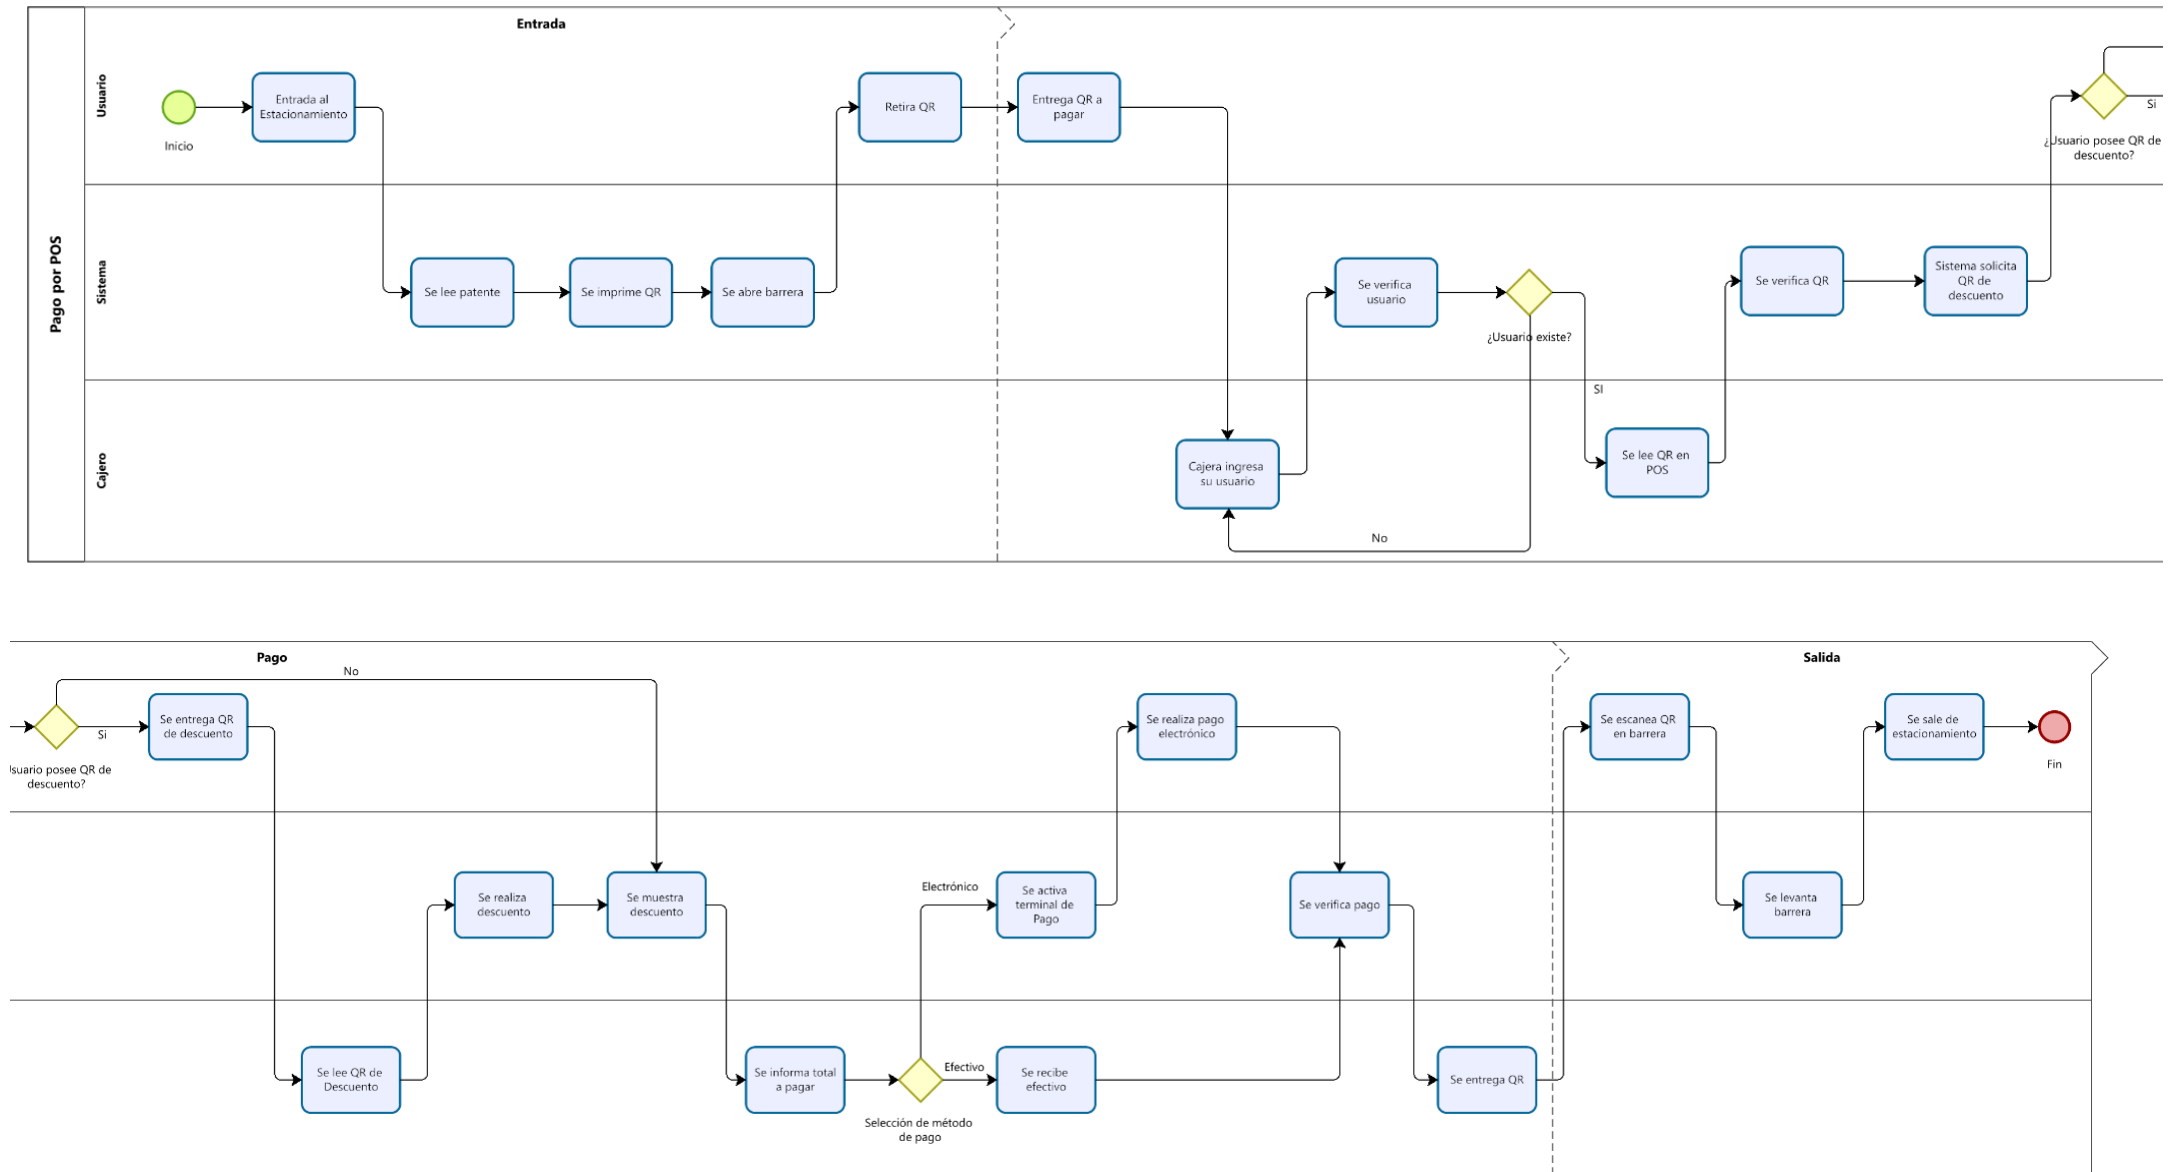 Entrada
Pago por POS
Usuario
Inicio
Entrada al
Estacionamiento
Retira QR
Entrega QR a
pagar
Si
¿Usuario posee QR de
descuento?
Sistema
Se lee patente
Se imprime QR
Se abre barrera
Se verifica
usuario
¿Usuario existe?
Se verifica QR
Sistema solicita
QR de
descuento
Cajero
SI
Cajera ingresa
su usuario
Se lee QR en
POS
No
Pago
Salida
No
Si
Se entrega QR
de descuento
suario posee QR de
descuento?
Se realiza pago
electrónico
Se escanea QR
en barrera
Se sale de
estacionamiento
Fin
Se realiza
descuento
Se muestra
descuento
Electrónico
Se activa
terminal de
Pago
Se verifica pago
Se levanta
barrera
Se lee QR de
Descuento
Se informa total
a pagar
Efectivo
Selección de método
de pago
Se recibe
efectivo
Se entrega QR